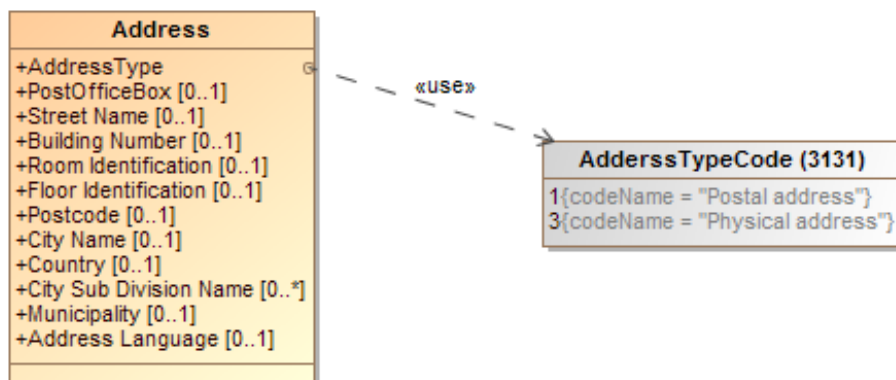 Address
+AddressType
+PostOfficeBox [0..1]
+Street Name [0..1]
+Building Number [0..1]
+Room Identification [0..1]
+Floor Identification [0..1]
+Postcode [0..1]
+City Name [0..1]
+Country [0..1]
+City Sub Division Name [0..*]
+Municipality [0..1]
+Address Language [0..1]
«use»
AdderssTypeCode (3131)
1{codeName = "Postal address"}
3{codeName = "Physical address"}